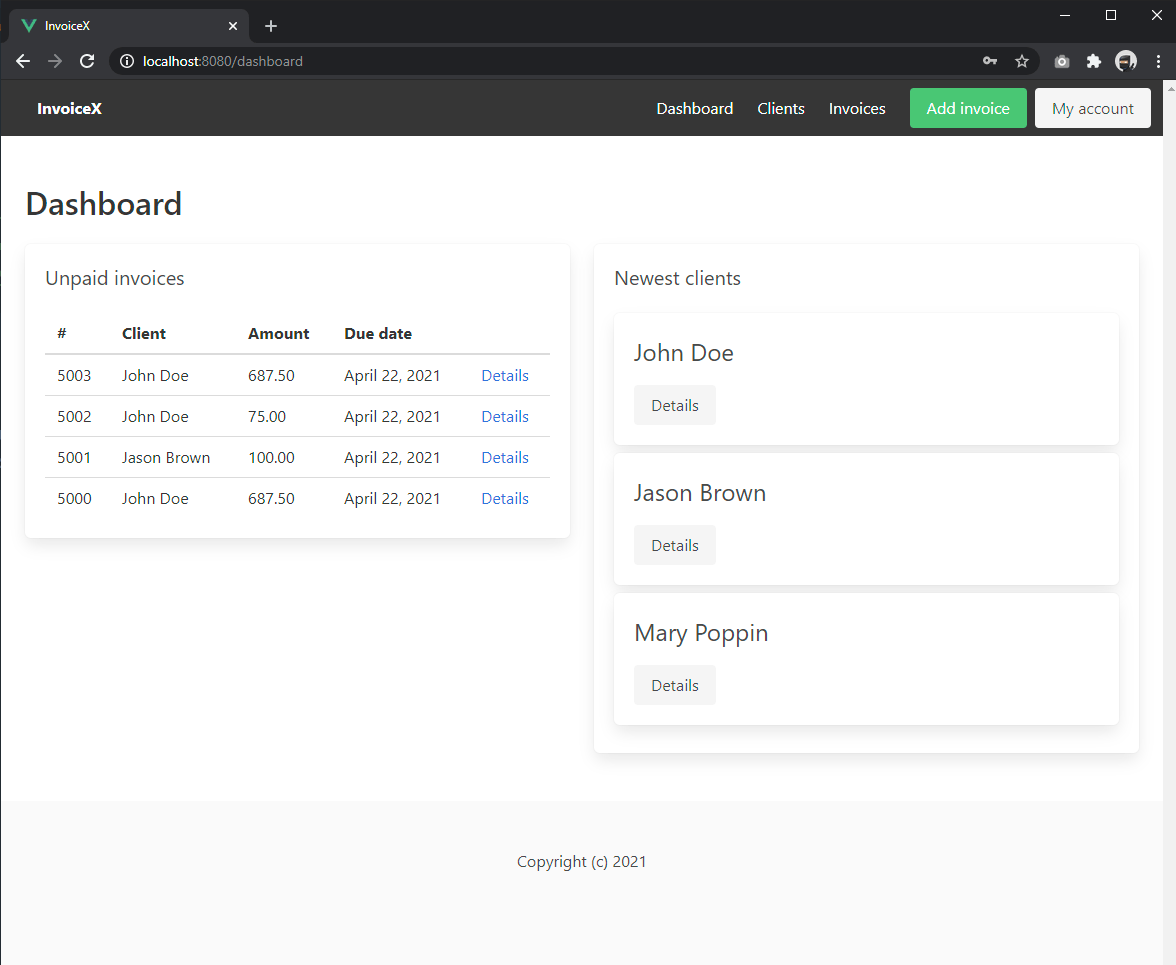 InvoiceX
localhost:8080/dashboard
InvoiceX Dashboard Clients Invoices Add invoice My account
Dashboard
Unpaid invoices
# Client Amount Due date
5003 John Doe 687.50 April 22, 2021 Details
5002 John Doe 75.00 April 22, 2021 Details
5001 Jason Brown 100.00 April 22, 2021 Details
5000 John Doe 687.50 April 22, 2021 Details
Newest clients
John Doe
Details
Jason Brown
Details
Mary Poppin
Details
Copyright (c) 2021